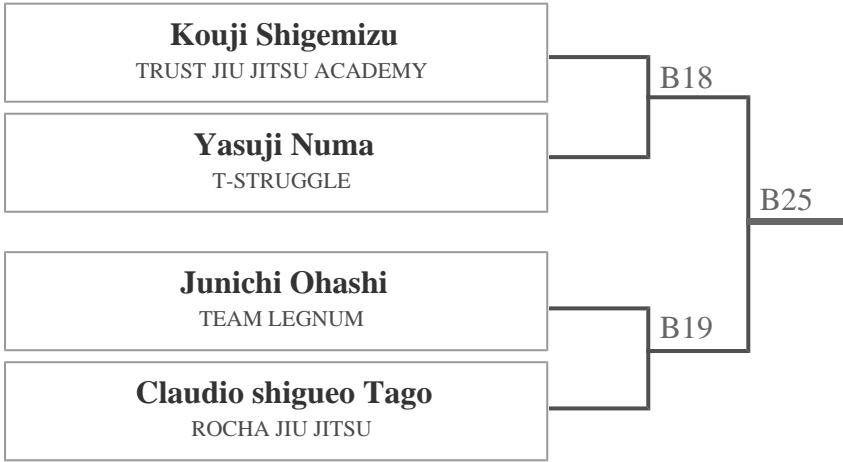 Kouji Shigemizu
TRUST JIU JITSU ACADEMY
B18
Yasuji Numa
T-STRUGGLE
B25
Junichi Ohashi
TEAM LEGNUM
B19
Claudio shigueo Tago
ROCHA JIU JITSU